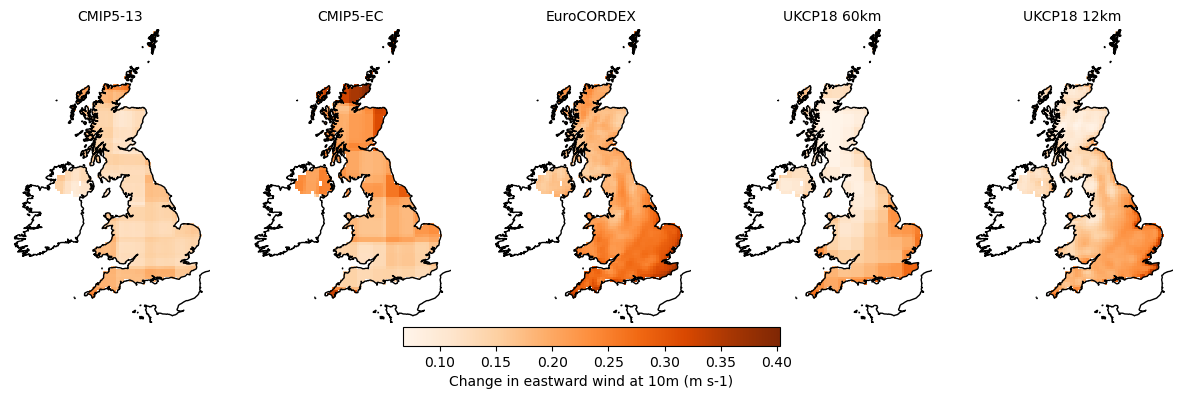 CMIP5-13 CMIP5-EC EuroCORDEX UKCP18 60km UKCP18 12km
0.10 0.15 0.20 0.25 0.30 0.35 0.40
Change in eastward wind at 10m (m s-1)